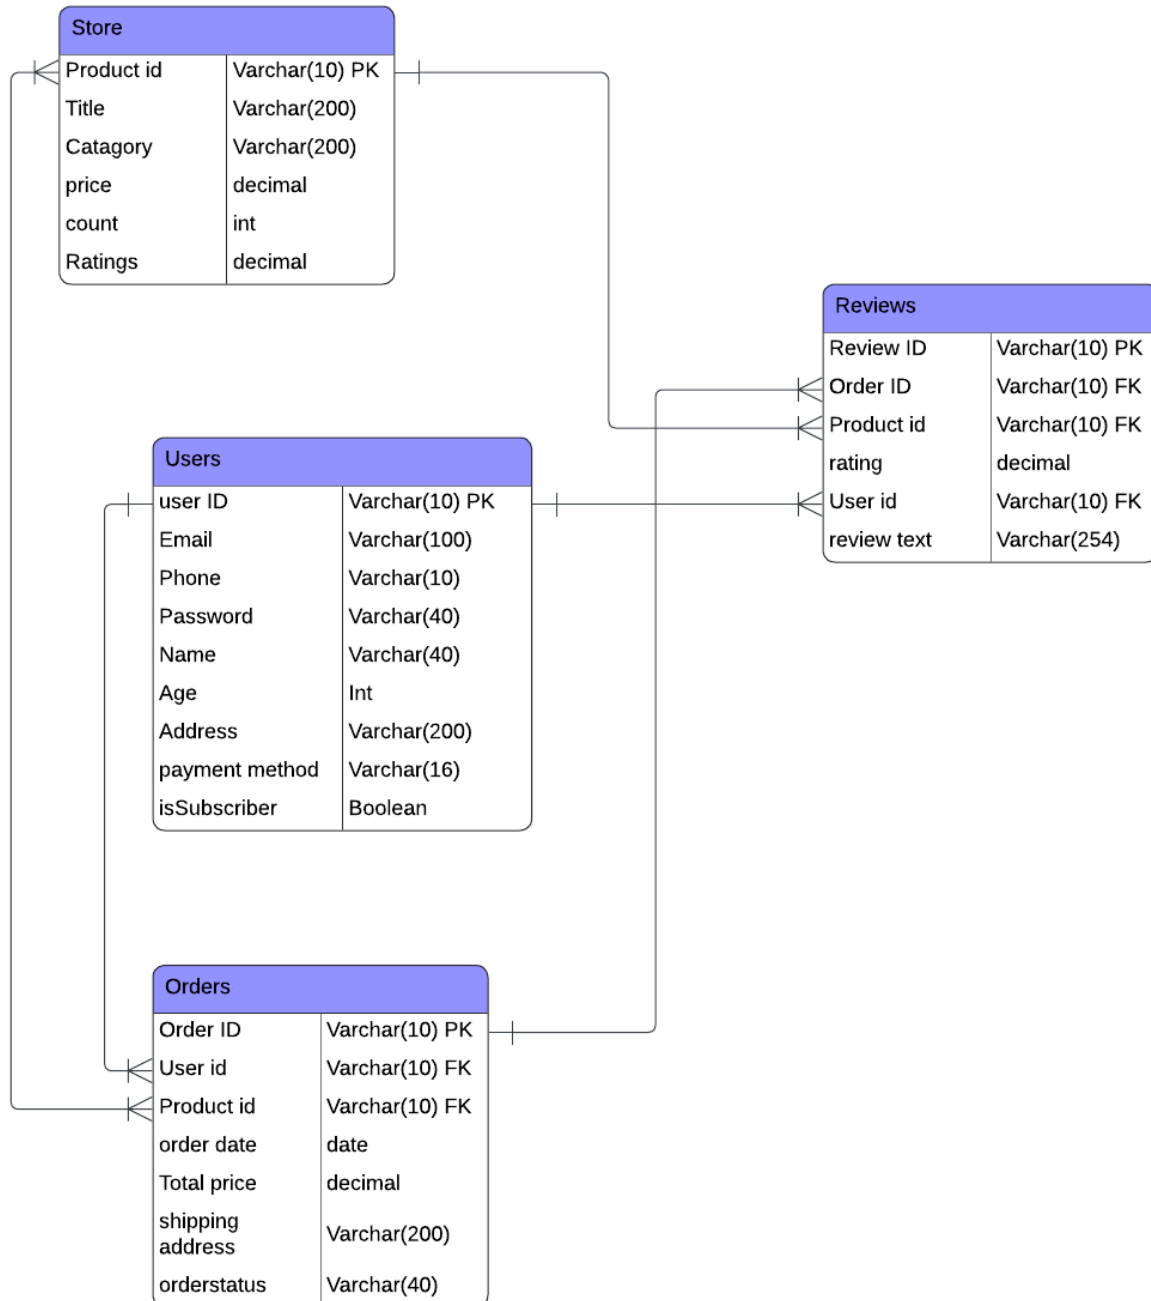 Store
Product id Varchar(10) PK
Title Varchar(200)
Catagory Varchar(200)
price decimal
count int
Ratings decimal
Reviews
Review ID Varchar(10) PK
Order ID Varchar(10) FK
Product id Varchar(10) FK
rating decimal
User id Varchar(10) FK
review text Varchar(254)
Users
user ID Varchar(10) PK
Email Varchar(100)
Phone Varchar(10)
Password Varchar(40)
Name Varchar(40)
Age Int
Address Varchar(200)
payment method Varchar(16)
isSubscriber Boolean
Orders
Order ID Varchar(10) PK
User id Varchar(10) FK
Product id Varchar(10) FK
order date date
Total price decimal
shipping
address Varchar(200)
orderstatus Varchar(40)